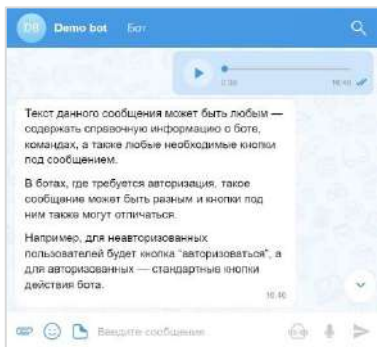 DB Demo bot Бот
0:36 16:40
Текст данного сообщения может быть любым —
содержать справочную информацию о боте,
командах, а также любые необходимые кнопки
под сообщением.
В ботах, где требуется авторизация, такое
сообщение может быть разным и кнопки под
ним также могут отличаться.
Например, для неавторизованных
пользователей будет кнопка "авторизоваться", а
для авторизованных — стандартные кнопки
действия бота.
16:40
Введите сообщение